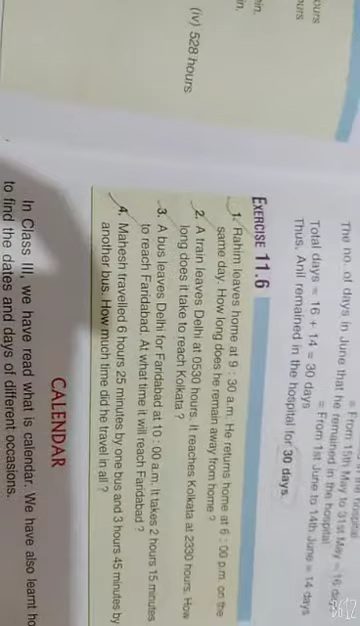 ours
ours
in.
in.
(iv) 528 hours
the hospital
= From 15th May to 31st May = 16
The no. of days in June that he remained in the hospital
= From 1st June to 14th June = 14 days
Total days = 16 + 14 = 30 days
Thus, Anil remained in the hospital for 30 days.
EXERCISE 11.6
1. Rahim leaves home at 9 : 30 a.m. He returns home at 6 : 00 p.m. on the
same day. How long does he remain away from home ?
2. A train leaves Delhi at 0530 hours. It reaches Kolkata at 2330 hours. How
long does it take to reach Kolkata ?
3. A bus leaves Delhi for Faridabad at 10 : 00 a.m. It takes 2 hours 15 minutes
to reach Faridabad. At what time it will reach Faridabad ?
4. Mahesh travelled 6 hours 25 minutes by one bus and 3 hours 45 minutes by
another bus. How much time did he travel in all ?
CALENDAR
In Class III, we have read what is calendar. We have also learnt ho
to find the dates and days of different occasions.